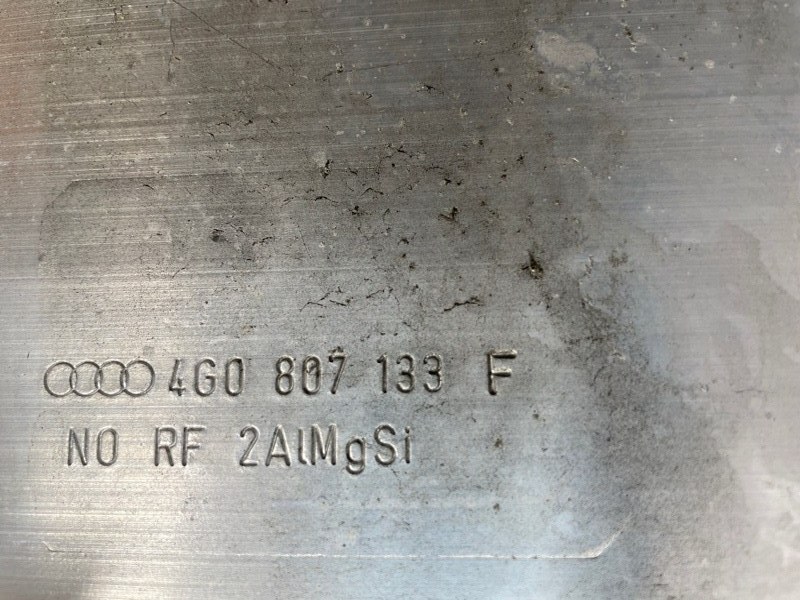 4G0 807 133 F
NO RF 2AlMgSi